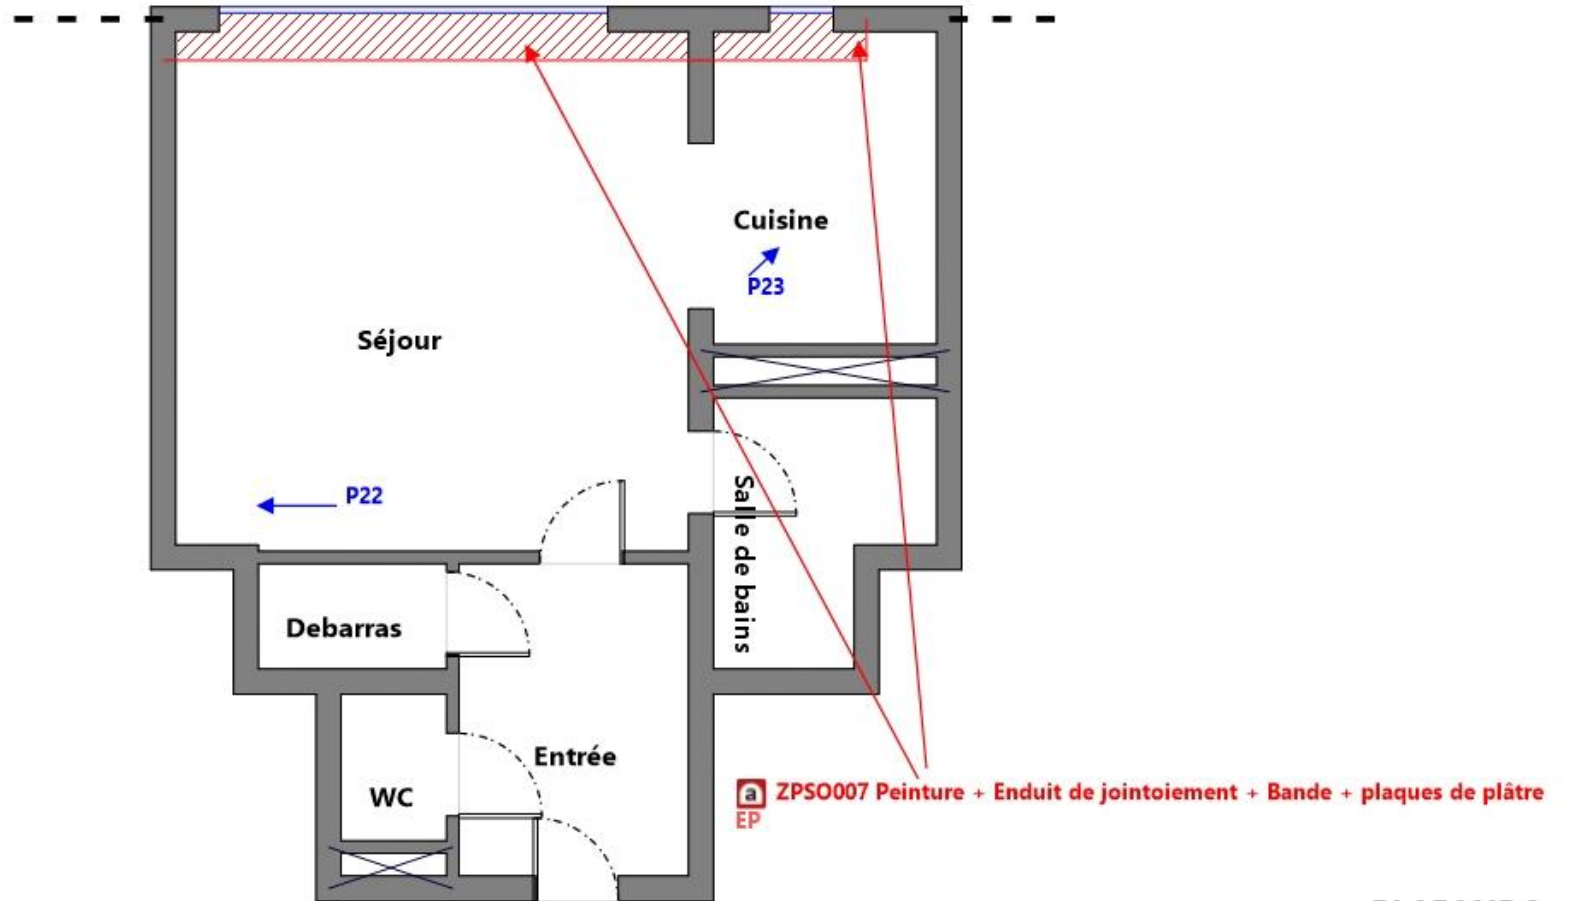 Cuisine
P23
Séjour
P22
Salle de bains
Debarras
Entrée
WC
a ZPSO007 Peinture + Enduit de jointoiement + Bande + plaques de plâtre
EP